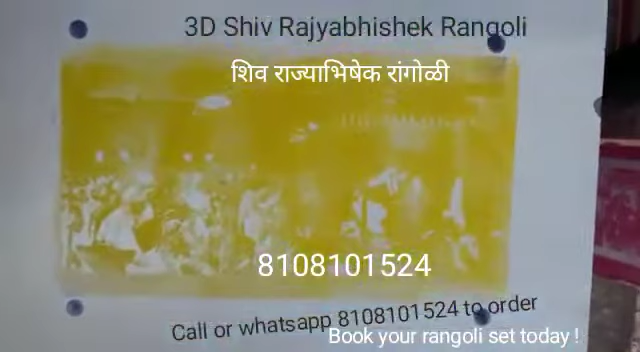 3D Shiv Rajyabhishek Rangoli
शिव राज्याभिषेक रांगोळी
8108101524
Call or whatsapp 8108101524 to order
Book your rangoli set today !